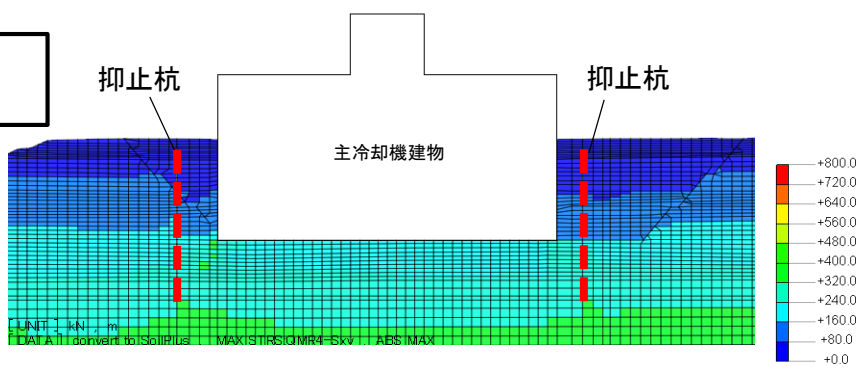 抑止杭
抑止杭
主冷却機建物
+800.0
+720.0
+640.0
+560.0
+480.0
+400.0
+320.0
+240.0
+160.0
+80.0
+0.0
[ UNIT ] kN , m
[ DATA ] convert to SoilPlus MAX STRS QMR4-Sxy , ABS MAX